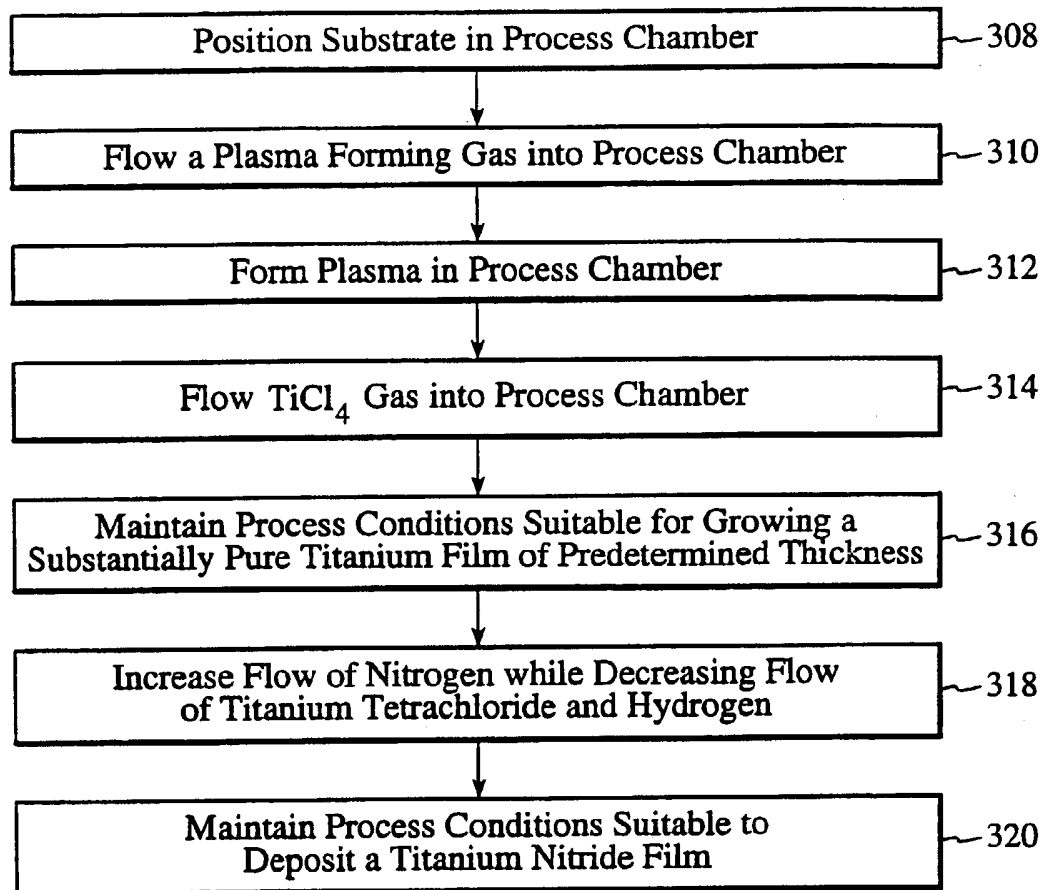 Position Substrate in Process Chamber 308
Flow a Plasma Forming Gas into Process Chamber 310
Form Plasma in Process Chamber 312
Flow TiCl4 Gas into Process Chamber 314
Maintain Process Conditions Suitable for Growing a
Substantially Pure Titanium Film of Predetermined Thickness 316
Increase Flow of Nitrogen while Decreasing Flow
of Titanium Tetrachloride and Hydrogen 318
Maintain Process Conditions Suitable to
Deposit a Titanium Nitride Film 320